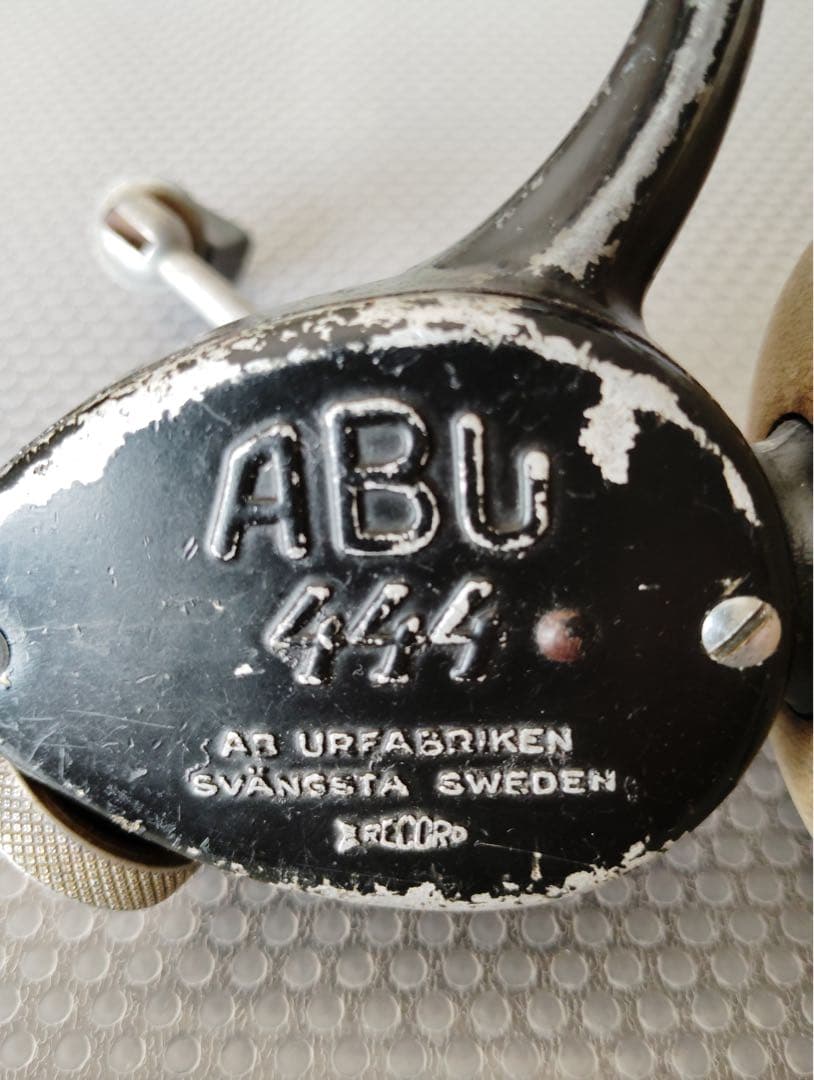 ABU
444
AB URFABRIKEN
SVÄNGSTA SWEDEN
RECORD